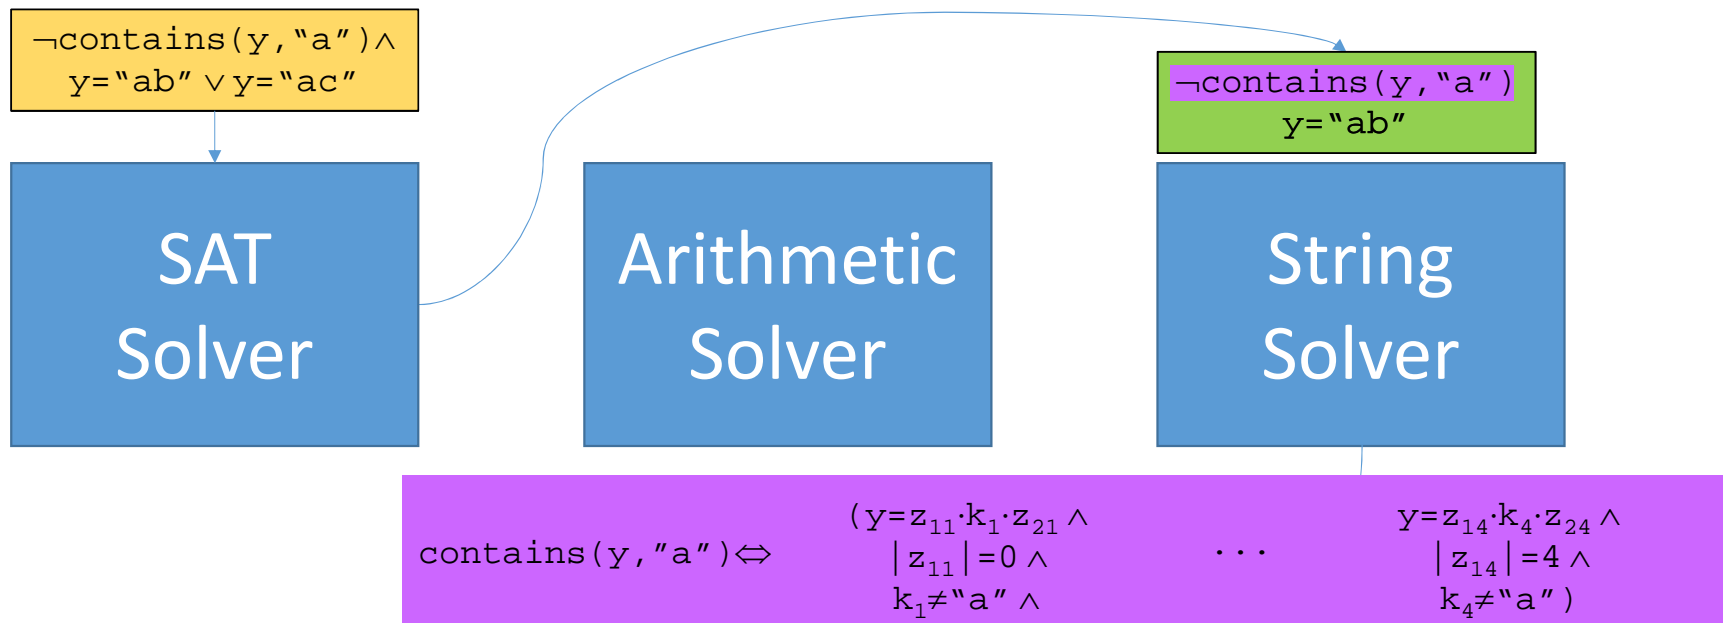 ¬contains(y,“a”)∧
y=“ab” ∨ y=“ac”
¬contains(y,“a”)
y=“ab”
SAT
Solver
Arithmetic
Solver
String
Solver
contains(y,”a”)⇔
(y=z₁₁·k₁·z₂₁ ∧
|z₁₁|=0 ∧
k₁≠“a” ∧
···
y=z₁₄·k₄·z₂₄ ∧
|z₁₄|=4 ∧
k₄≠“a”)